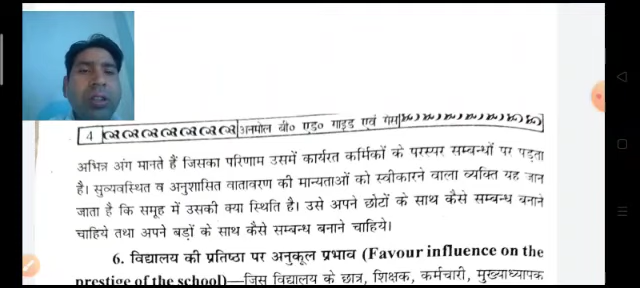 4 अनमोल बी० एड० गाइड एवं गेस
अभिन्न अंग मानते हैं जिसका परिणाम उसमें कार्यरत कर्मिकों के परस्पर सम्बन्धों पर पड़ता
है। सुव्यवस्थित व अनुशासित वातावरण की मान्यताओं को स्वीकारने वाला व्यक्ति यह जान
जाता है कि समूह में उसकी क्या स्थिति है। उसे अपने छोटों के साथ कैसे सम्बन्ध बनाने
चाहिये तथा अपने बड़ों के साथ कैसे सम्बन्ध बनाने चाहिये।
6. विद्यालय की प्रतिष्ठा पर अनुकूल प्रभाव (Favour influence on the
prestige of the school)—जिस विद्यालय के छात्र, शिक्षक, कर्मचारी, मुख्याध्यापक